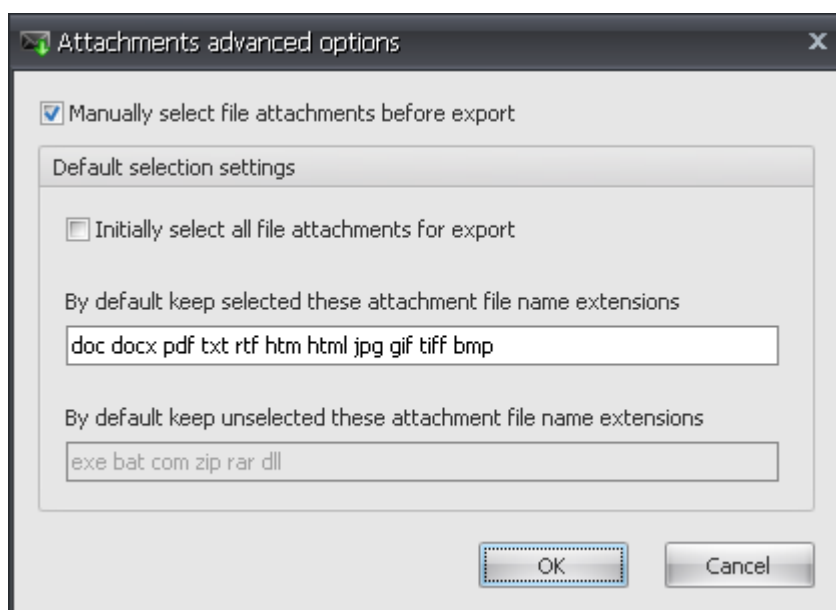 Attachments advanced options
Manually select file attachments before export
Default selection settings
Initially select all file attachments for export
By default keep selected these attachment file name extensions
doc docx pdf txt rtf htm html jpg gif tiff bmp
By default keep unselected these attachment file name extensions
exe bat com zip rar dll
OK
Cancel